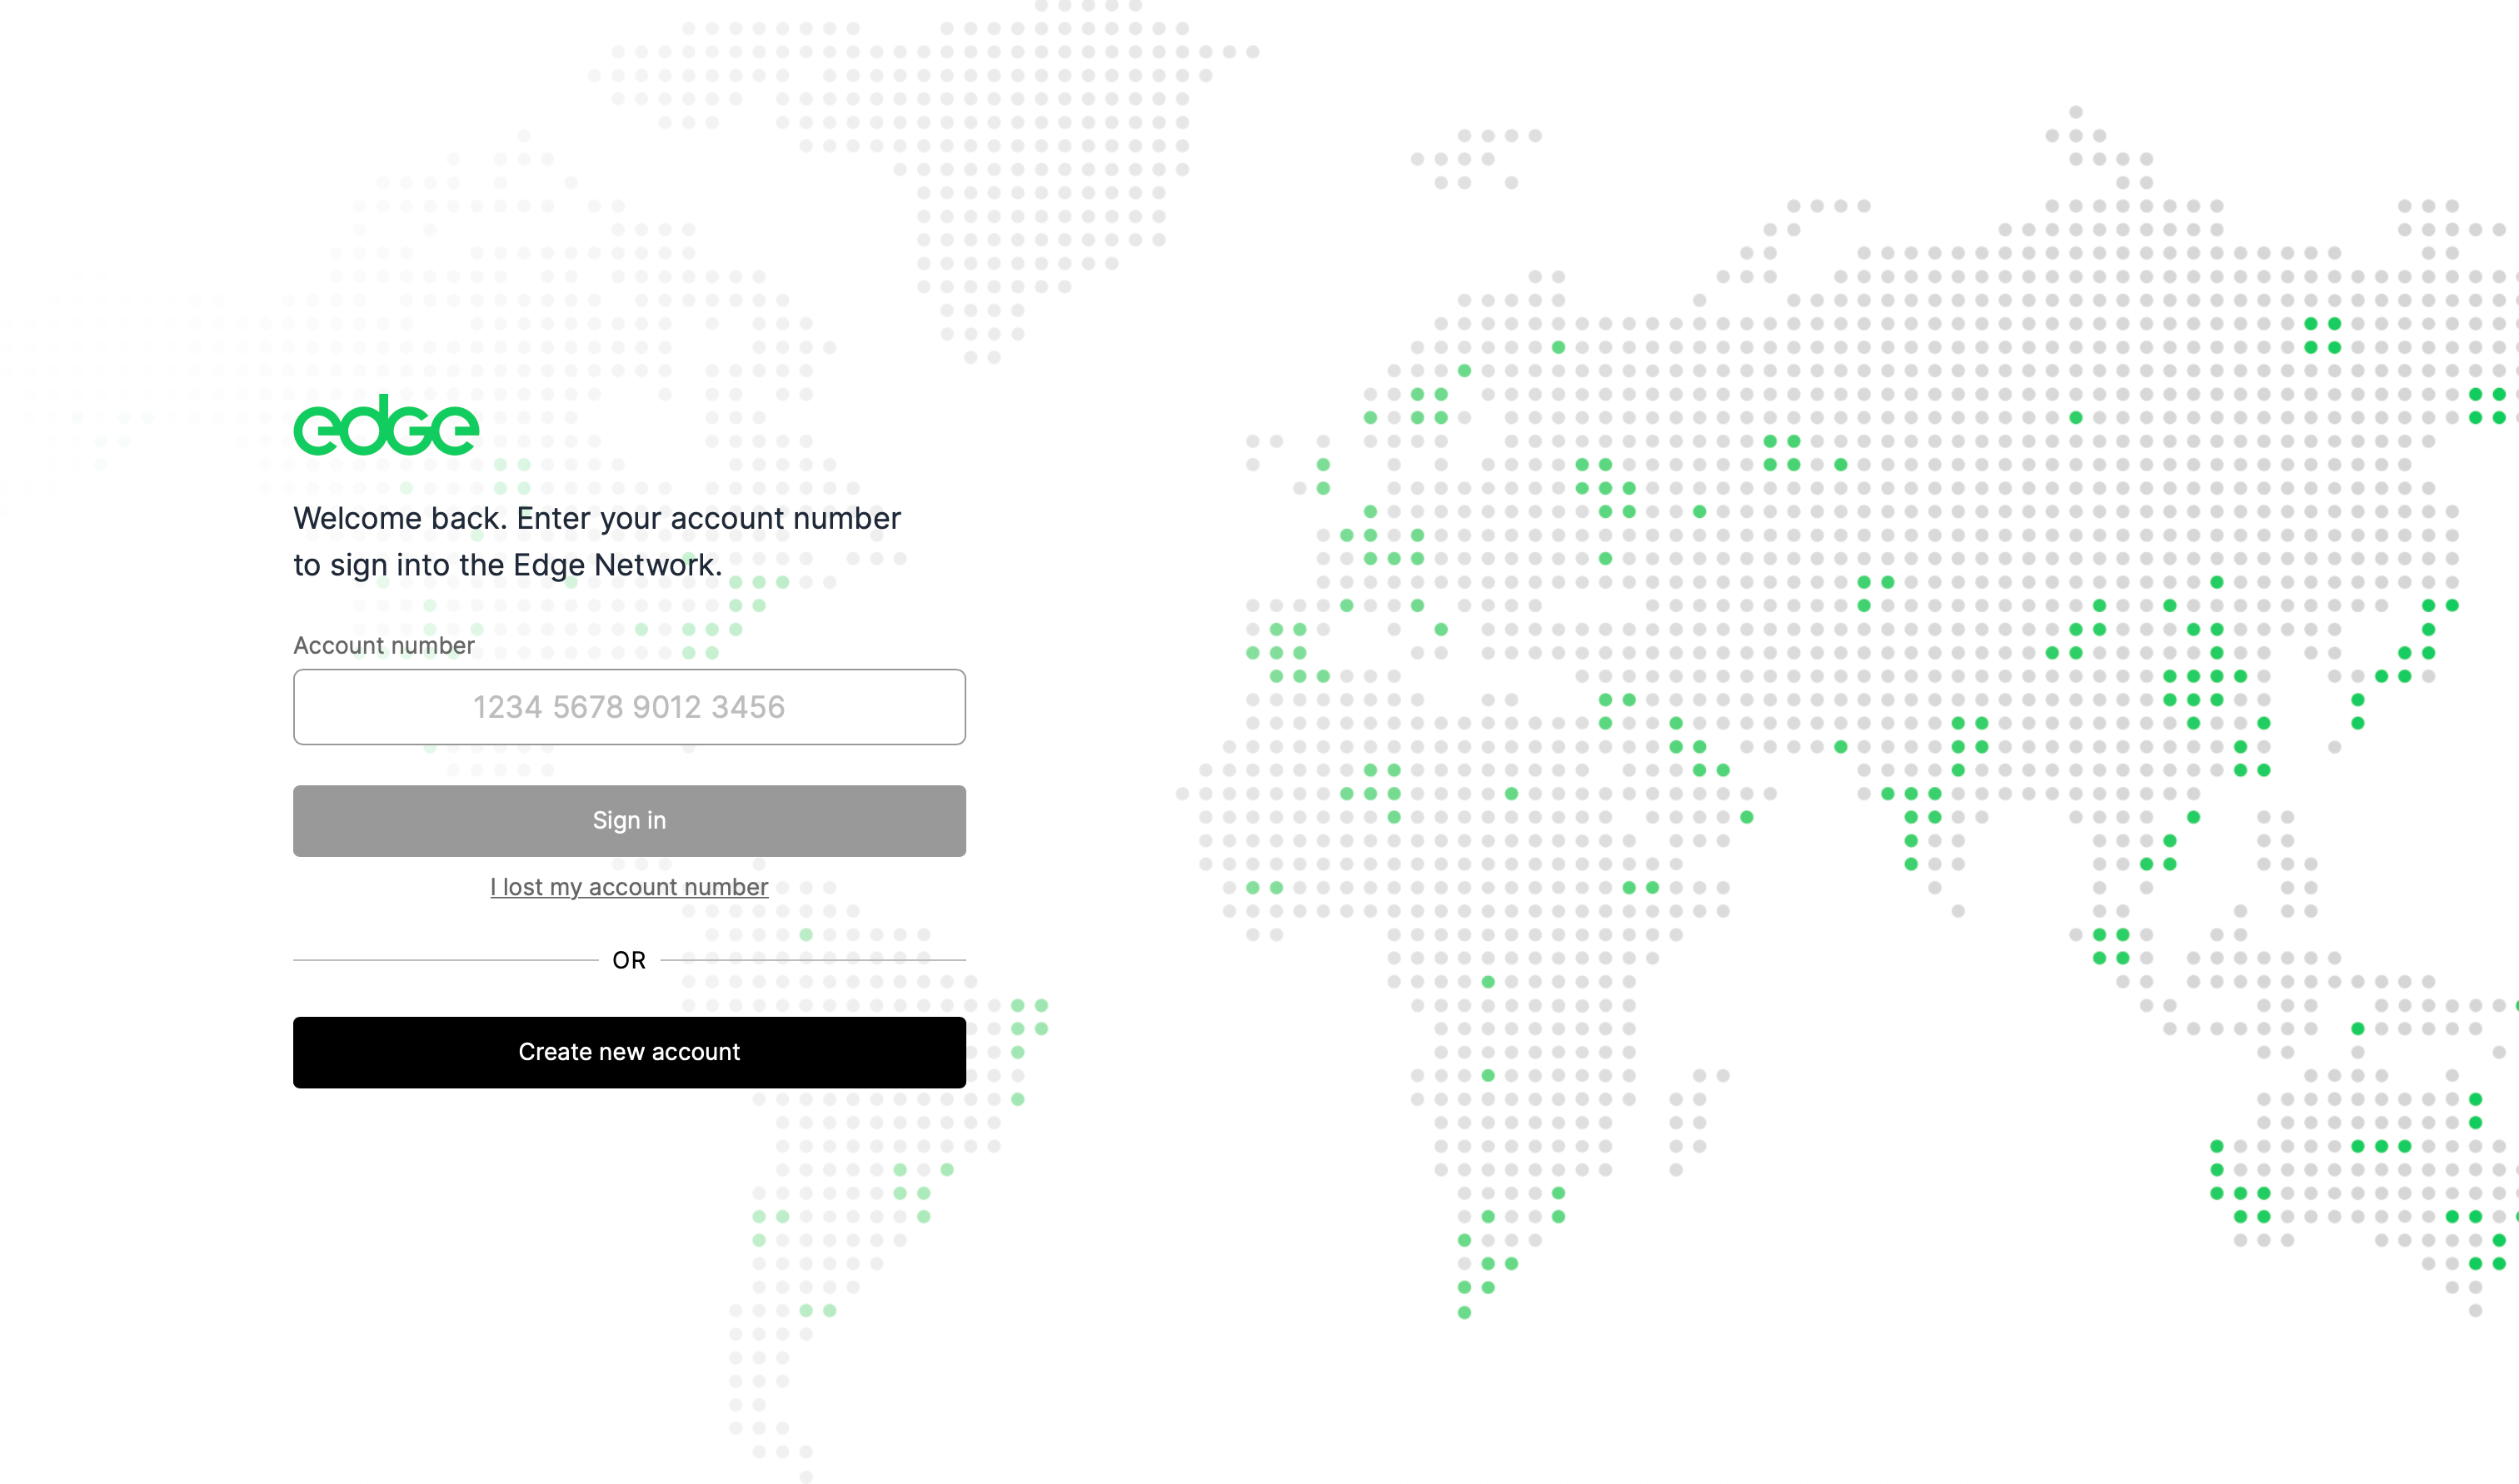 edge
Welcome back. Enter your account number
to sign into the Edge Network.
Account number
1234 5678 9012 3456
Sign in
I lost my account number
OR
Create new account